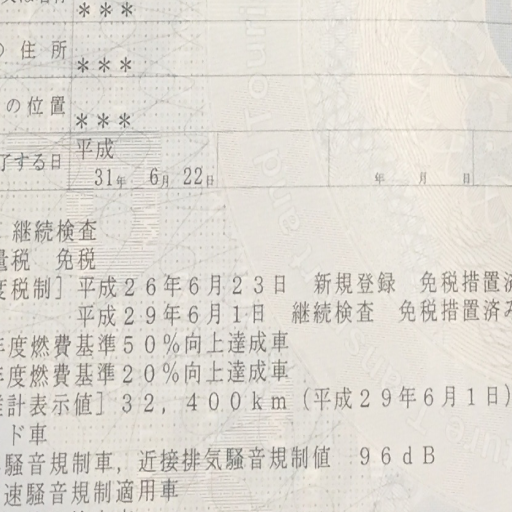 ***
の住所
***
の位置
***
了する日
平成
31年 6月 22日
年 月 日
継続検査
量税 免税
度税制］平成２６年６月２３日 新規登録 免税措置済
平成２９年６月１日 継続検査 免税措置済み
年度燃費基準５０％向上達成車
年度燃費基準２０％向上達成車
計表示値］３２，４００ｋｍ（平成２９年６月１日）
ド車
騒音規制車，近接排気騒音規制値 ９６ｄＢ
速騒音規制適用車